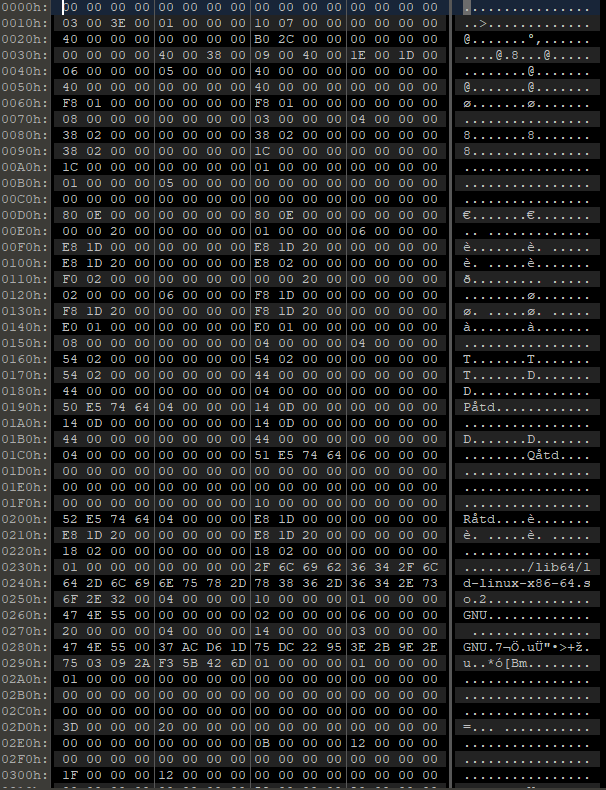 0000h: 00 00 00 00 00 00 00 00 00 00 00 00 00 00 00 00 ................
0010h: 03 00 3E 00 01 00 00 00 10 07 00 00 00 00 00 00 ..>.............
0020h: 40 00 00 00 00 00 00 00 B0 2C 00 00 00 00 00 00 @.......°,......
0030h: 00 00 00 00 40 00 38 00 09 00 40 00 1E 00 1D 00 ....@.8...@.....
0040h: 06 00 00 00 05 00 00 00 40 00 00 00 00 00 00 00 ........@.......
0050h: 40 00 00 00 00 00 00 00 40 00 00 00 00 00 00 00 @.......@.......
0060h: F8 01 00 00 00 00 00 00 F8 01 00 00 00 00 00 00 ø.......ø.......
0070h: 08 00 00 00 00 00 00 00 03 00 00 00 04 00 00 00 ................
0080h: 38 02 00 00 00 00 00 00 38 02 00 00 00 00 00 00 8.......8.......
0090h: 38 02 00 00 00 00 00 00 1C 00 00 00 00 00 00 00 8...............
00A0h: 1C 00 00 00 00 00 00 00 01 00 00 00 00 00 00 00 ................
00B0h: 01 00 00 00 05 00 00 00 00 00 00 00 00 00 00 00 ................
00C0h: 00 00 00 00 00 00 00 00 00 00 00 00 00 00 00 00 ................
00D0h: 80 0E 00 00 00 00 00 00 80 0E 00 00 00 00 00 00 €.......€.......
00E0h: 00 00 20 00 00 00 00 00 01 00 00 00 06 00 00 00 .. .............
00F0h: E8 1D 00 00 00 00 00 00 E8 1D 20 00 00 00 00 00 è.......è. .....
0100h: E8 1D 20 00 00 00 00 00 E8 02 00 00 00 00 00 00 è. .....è.......
0110h: F0 02 00 00 00 00 00 00 00 00 20 00 00 00 00 00 ð......... .....
0120h: 02 00 00 00 06 00 00 00 F8 1D 00 00 00 00 00 00 ........ø.......
0130h: F8 1D 20 00 00 00 00 00 F8 1D 20 00 00 00 00 00 ø. .....ø. .....
0140h: E0 01 00 00 00 00 00 00 E0 01 00 00 00 00 00 00 à.......à.......
0150h: 08 00 00 00 00 00 00 00 04 00 00 00 04 00 00 00 ................
0160h: 54 02 00 00 00 00 00 00 54 02 00 00 00 00 00 00 T.......T.......
0170h: 54 02 00 00 00 00 00 00 44 00 00 00 00 00 00 00 T.......D.......
0180h: 44 00 00 00 00 00 00 00 04 00 00 00 00 00 00 00 D...............
0190h: 50 E5 74 64 04 00 00 00 14 0D 00 00 00 00 00 00 Påtd............
01A0h: 14 0D 00 00 00 00 00 00 14 0D 00 00 00 00 00 00 ................
01B0h: 44 00 00 00 00 00 00 00 44 00 00 00 00 00 00 00 D.......D.......
01C0h: 04 00 00 00 00 00 00 00 51 E5 74 64 06 00 00 00 ........Qåtd....
01D0h: 00 00 00 00 00 00 00 00 00 00 00 00 00 00 00 00 ................
01E0h: 00 00 00 00 00 00 00 00 00 00 00 00 00 00 00 00 ................
01F0h: 00 00 00 00 00 00 00 00 10 00 00 00 00 00 00 00 ................
0200h: 52 E5 74 64 04 00 00 00 E8 1D 00 00 00 00 00 00 Råtd....è.......
0210h: E8 1D 20 00 00 00 00 00 E8 1D 20 00 00 00 00 00 è. .....è. .....
0220h: 18 02 00 00 00 00 00 00 18 02 00 00 00 00 00 00 ................
0230h: 01 00 00 00 00 00 00 00 2F 6C 69 62 36 34 2F 6C ......../lib64/l
0240h: 64 2D 6C 69 6E 75 78 2D 78 38 36 2D 36 34 2E 73 d-linux-x86-64.s
0250h: 6F 2E 32 00 04 00 00 00 10 00 00 00 01 00 00 00 o.2.............
0260h: 47 4E 55 00 00 00 00 00 02 00 00 00 06 00 00 00 GNU.............
0270h: 20 00 00 00 04 00 00 00 14 00 00 00 03 00 00 00  ...............
0280h: 47 4E 55 00 37 AC D6 1D 75 DC 22 95 3E 2B 9E 2E GNU.7¬Ö.uÜ"•>+ž.
0290h: 75 03 09 2A F3 5B 42 6D 01 00 00 00 01 00 00 00 u..*ó[Bm........
02A0h: 01 00 00 00 00 00 00 00 00 00 00 00 00 00 00 00 ................
02B0h: 00 00 00 00 00 00 00 00 00 00 00 00 00 00 00 00 ................
02C0h: 00 00 00 00 00 00 00 00 00 00 00 00 00 00 00 00 ................
02D0h: 3D 00 00 00 20 00 00 00 00 00 00 00 00 00 00 00 =... ...........
02E0h: 00 00 00 00 00 00 00 00 0B 00 00 00 12 00 00 00 ................
02F0h: 00 00 00 00 00 00 00 00 00 00 00 00 00 00 00 00 ................
0300h: 1F 00 00 00 12 00 00 00 00 00 00 00 00 00 00 00 ................